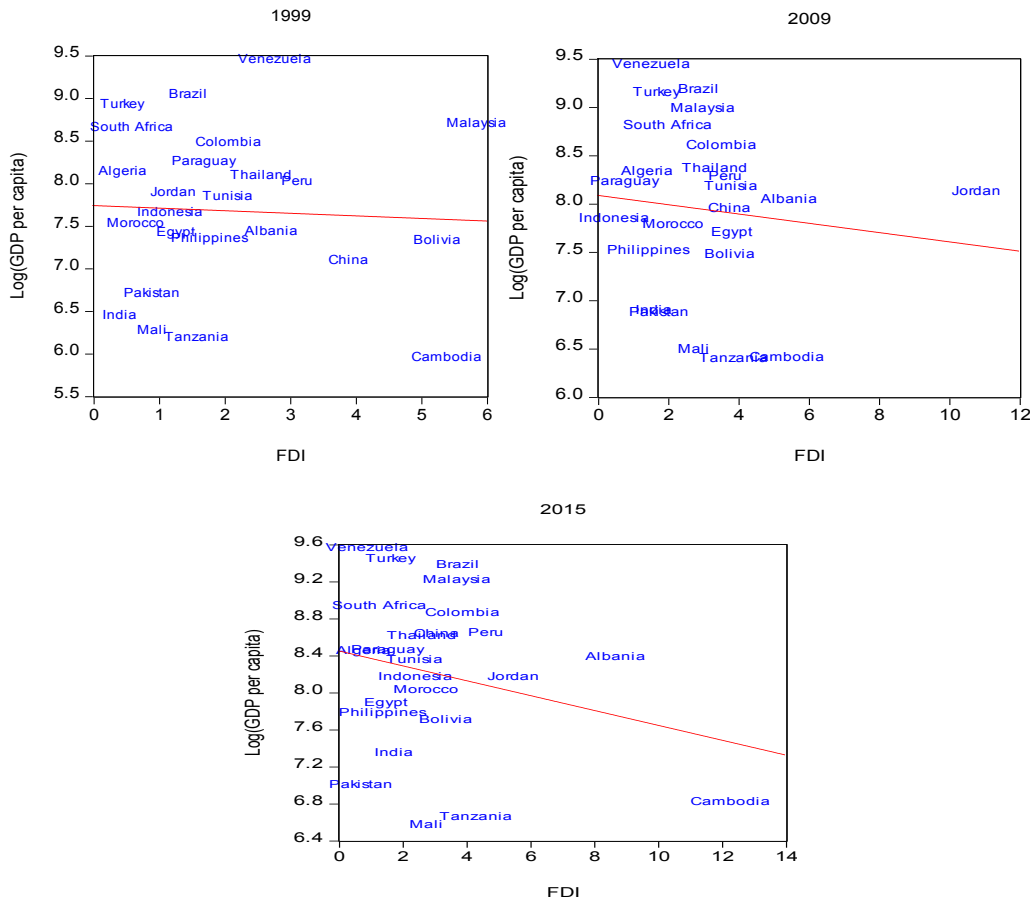 1999
Log(GDP per capita)
9.5
9.0
8.5
8.0
7.5
7.0
6.5
6.0
5.5
Venezuela
Brazil
Turkey
South Africa
Malaysia
Colombia
Paraguay
Algeria
Thailand
Peru
Jordan
Tunisia
Indonesia
Morocco
Egypt
Philippines
Albania
Bolivia
China
Pakistan
India
Mali
Tanzania
Cambodia
0 1 2 3 4 5 6
FDI
2009
Log(GDP per capita)
9.5
9.0
8.5
8.0
7.5
7.0
6.5
6.0
Venezuela
Turkey
Brazil
Malaysia
South Africa
Colombia
Thailand
Algeria
Peru
Paraguay
Tunisia
Jordan
Albania
China
Indonesia
Morocco
Egypt
Philippines
Bolivia
India
Pakistan
Mali
Tanzania
Cambodia
0 2 4 6 8 10 12
FDI
2015
Log(GDP per capita)
9.6
9.2
8.8
8.4
8.0
7.6
7.2
6.8
6.4
Venezuela
Turkey
Brazil
Malaysia
South Africa
Colombia
Thailand
China
Peru
Algeria
Paraguay
Tunisia
Albania
Indonesia
Jordan
Morocco
Egypt
Philippines
Bolivia
India
Pakistan
Cambodia
Tanzania
Mali
0 2 4 6 8 10 12 14
FDI